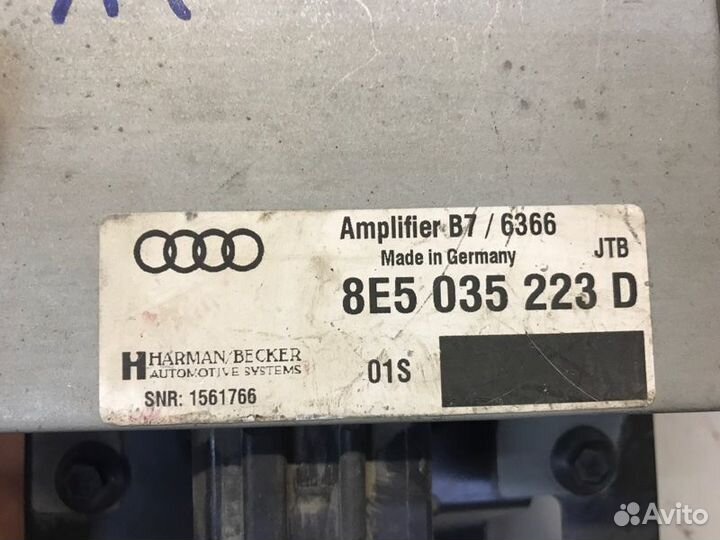 Amplifier B7 / 6366
Made in Germany
JTB
8E5 035 223 D
HARMAN/BECKER
AUTOMOTIVE SYSTEMS
01S
SNR: 1561766
Avito